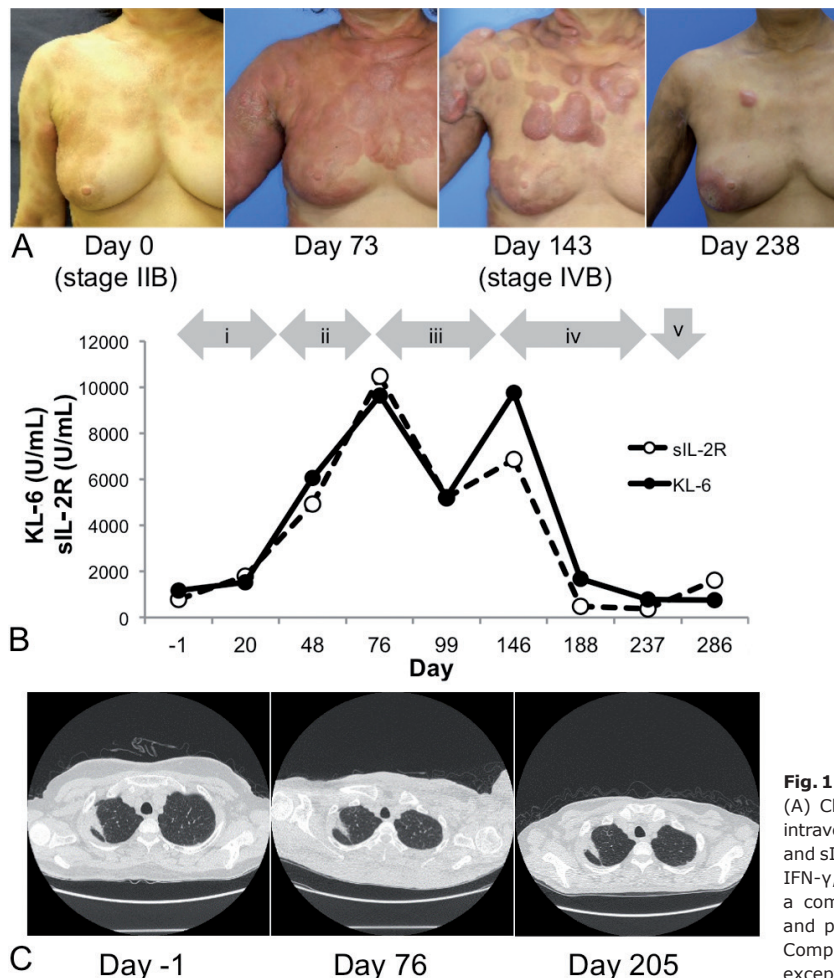 A
Day 0
(stage IIB)
Day 73
Day 143
(stage IVB)
Day 238
i
ii
iii
iv
v
12000
10000
8000
6000
4000
2000
0
KL-6 (U/mL)
sIL-2R (U/mL)
sIL-2R
KL-6
-1 20 48 76 99 146 188 237 286
Day
B
C
Day -1
Day 76
Day 205
Fig. 1
(A) Cl
intrave
and sI
IFN-γ,
a com
and p
Comp
excep